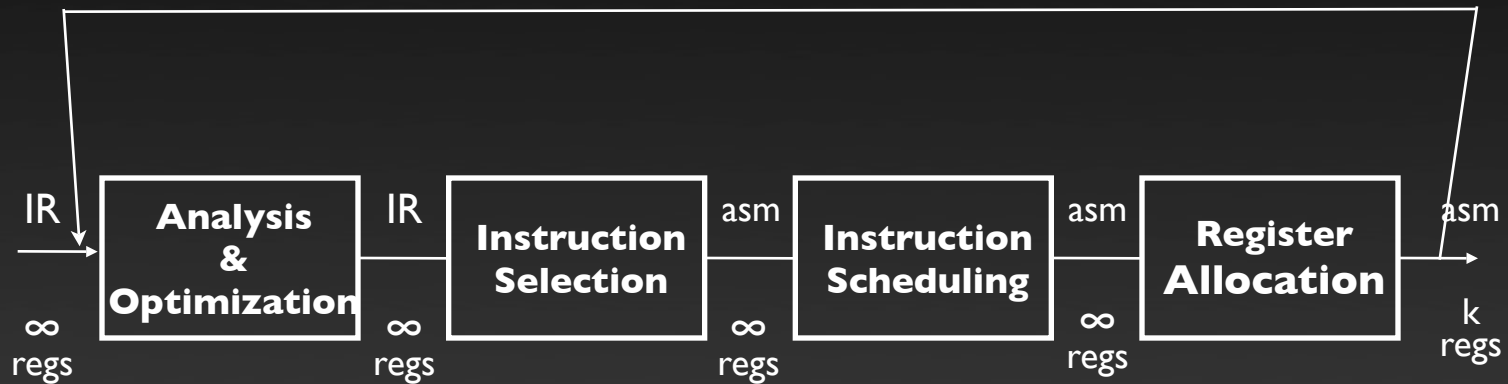 IR
∞
regs
Analysis
&
Optimization
IR
∞
regs
Instruction
Selection
asm
∞
regs
Instruction
Scheduling
asm
∞
regs
Register
Allocation
asm
k
regs